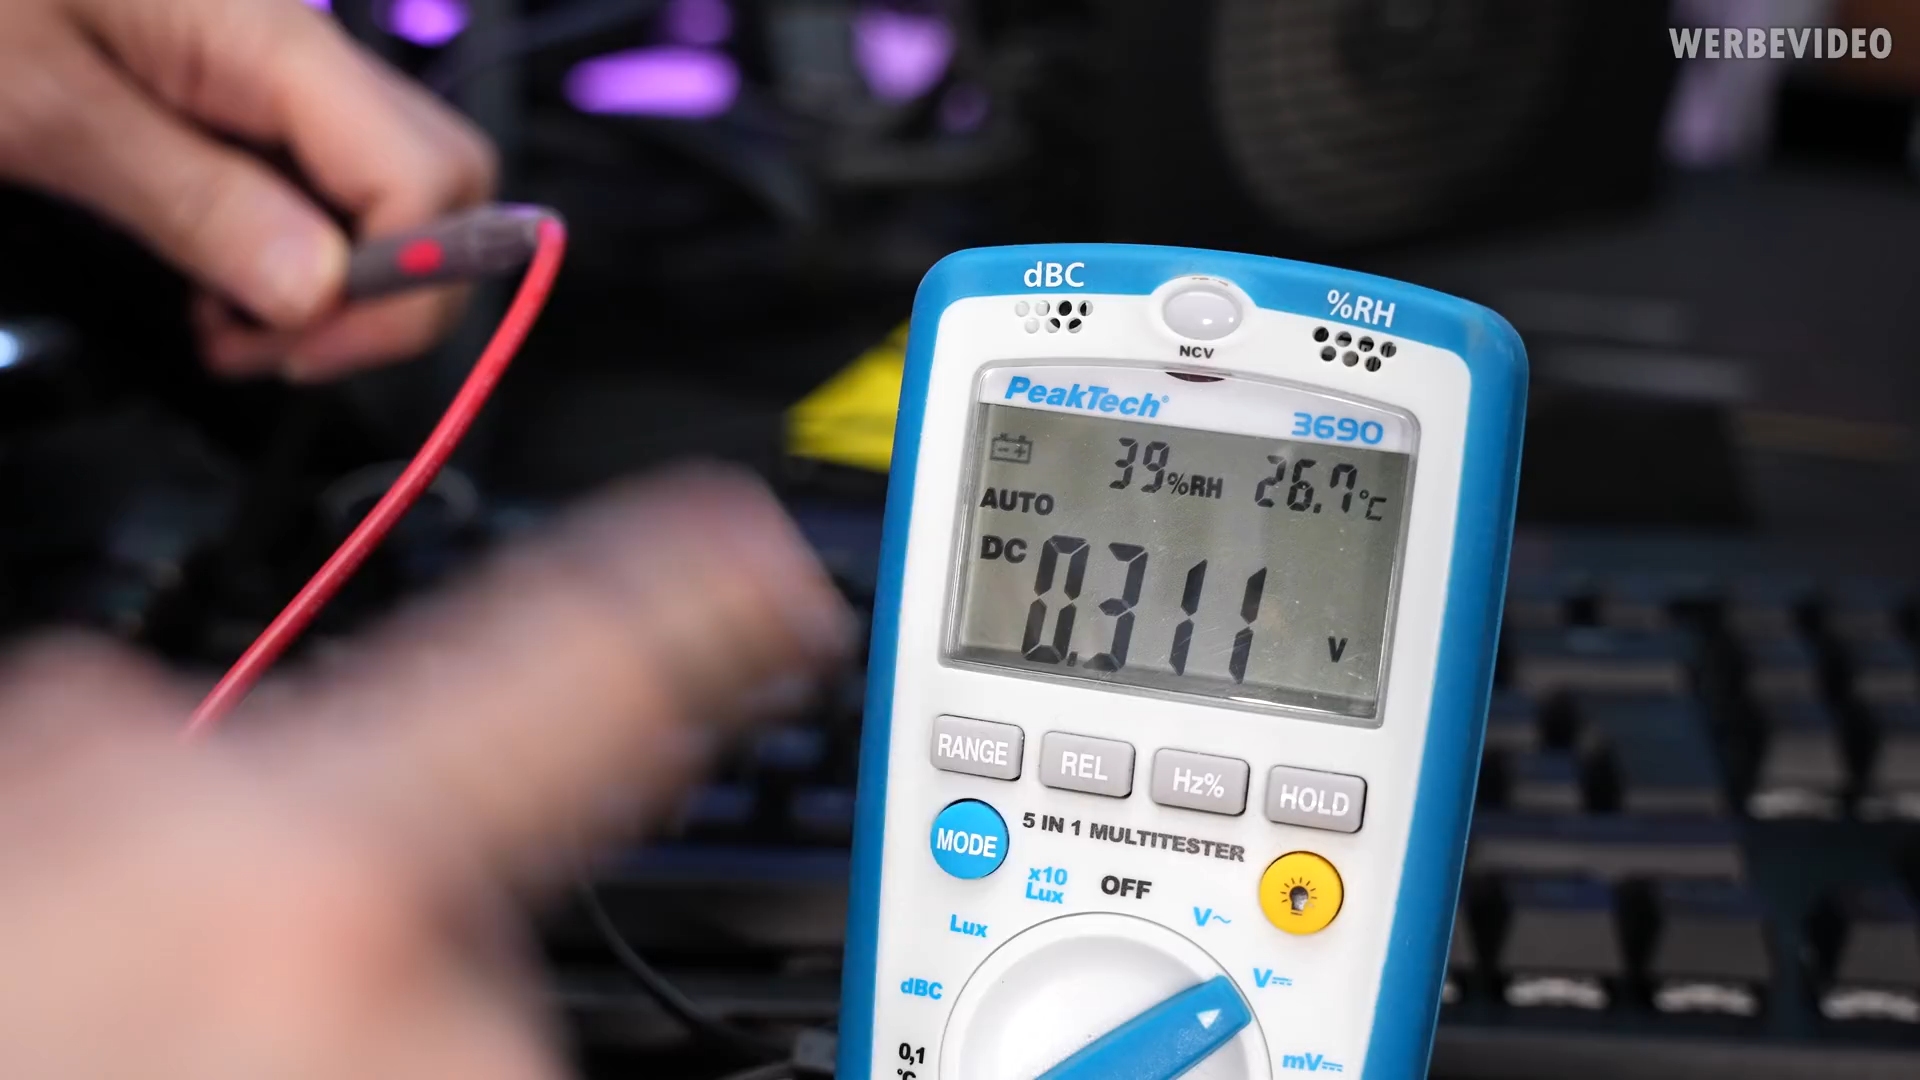 WERBEVIDEO
dBC
%RH
NCV
PeakTech®
3690
39%RH 26.7°C
AUTO
DC 0.311 V
RANGE REL Hz% HOLD
5 IN 1 MULTITESTER
MODE
x10
Lux
OFF
V~
Lux
V⎓
dBC
mV⎓
0,1
°C